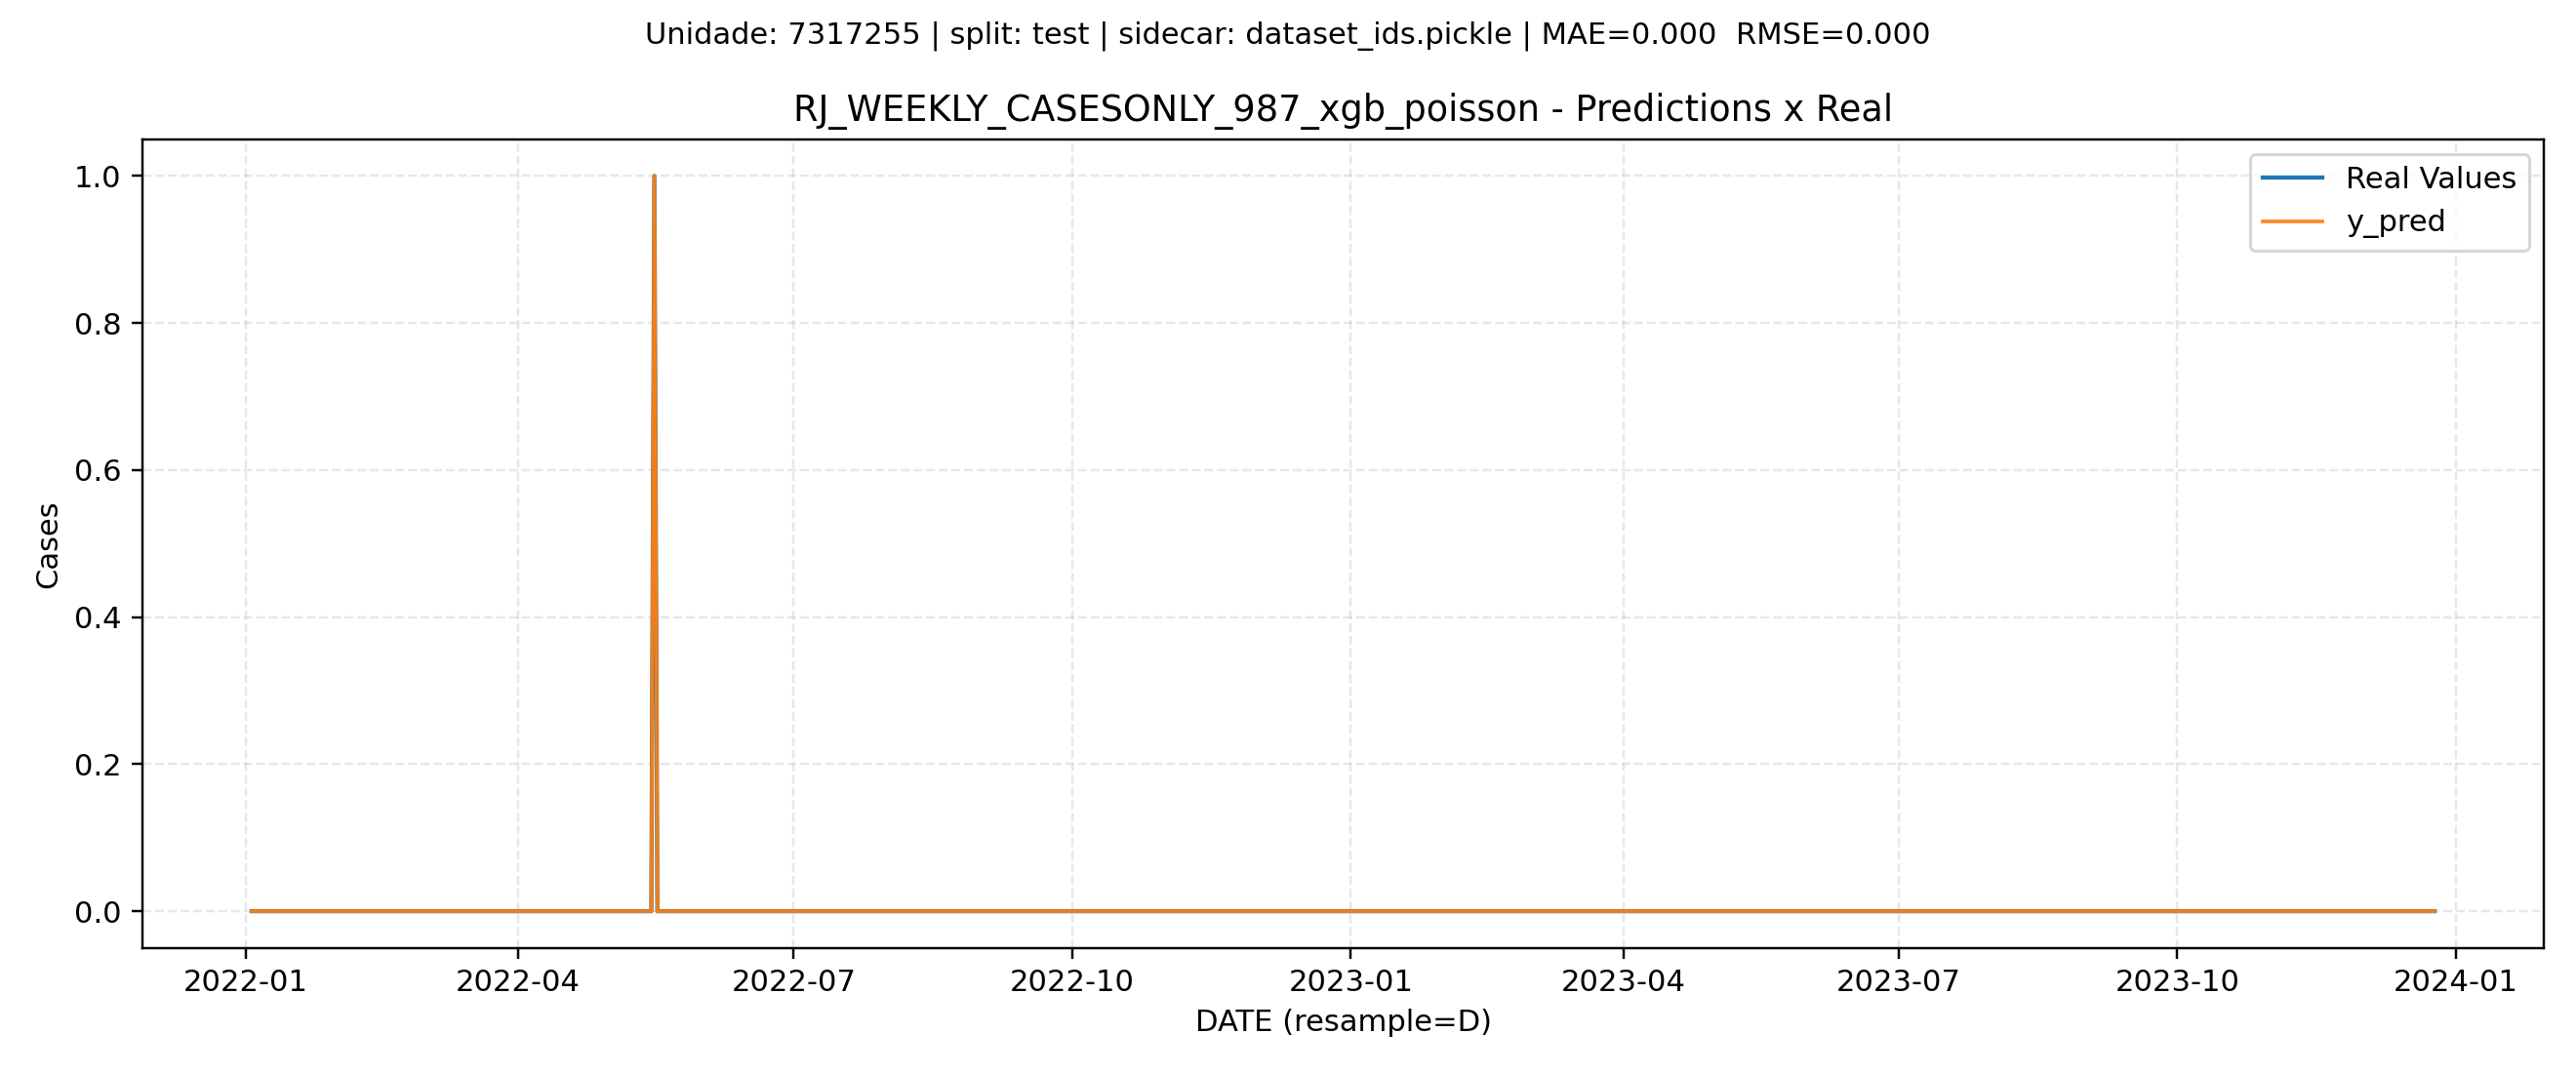 Unidade: 7317255 | split: test | sidecar: dataset_ids.pickle | MAE=0.000  RMSE=0.000
RJ_WEEKLY_CASESONLY_987_xgb_poisson - Predictions x Real
Real Values
y_pred
Cases
1.0
0.8
0.6
0.4
0.2
0.0
2022-01 2022-04 2022-07 2022-10 2023-01 2023-04 2023-07 2023-10 2024-01
DATE (resample=D)